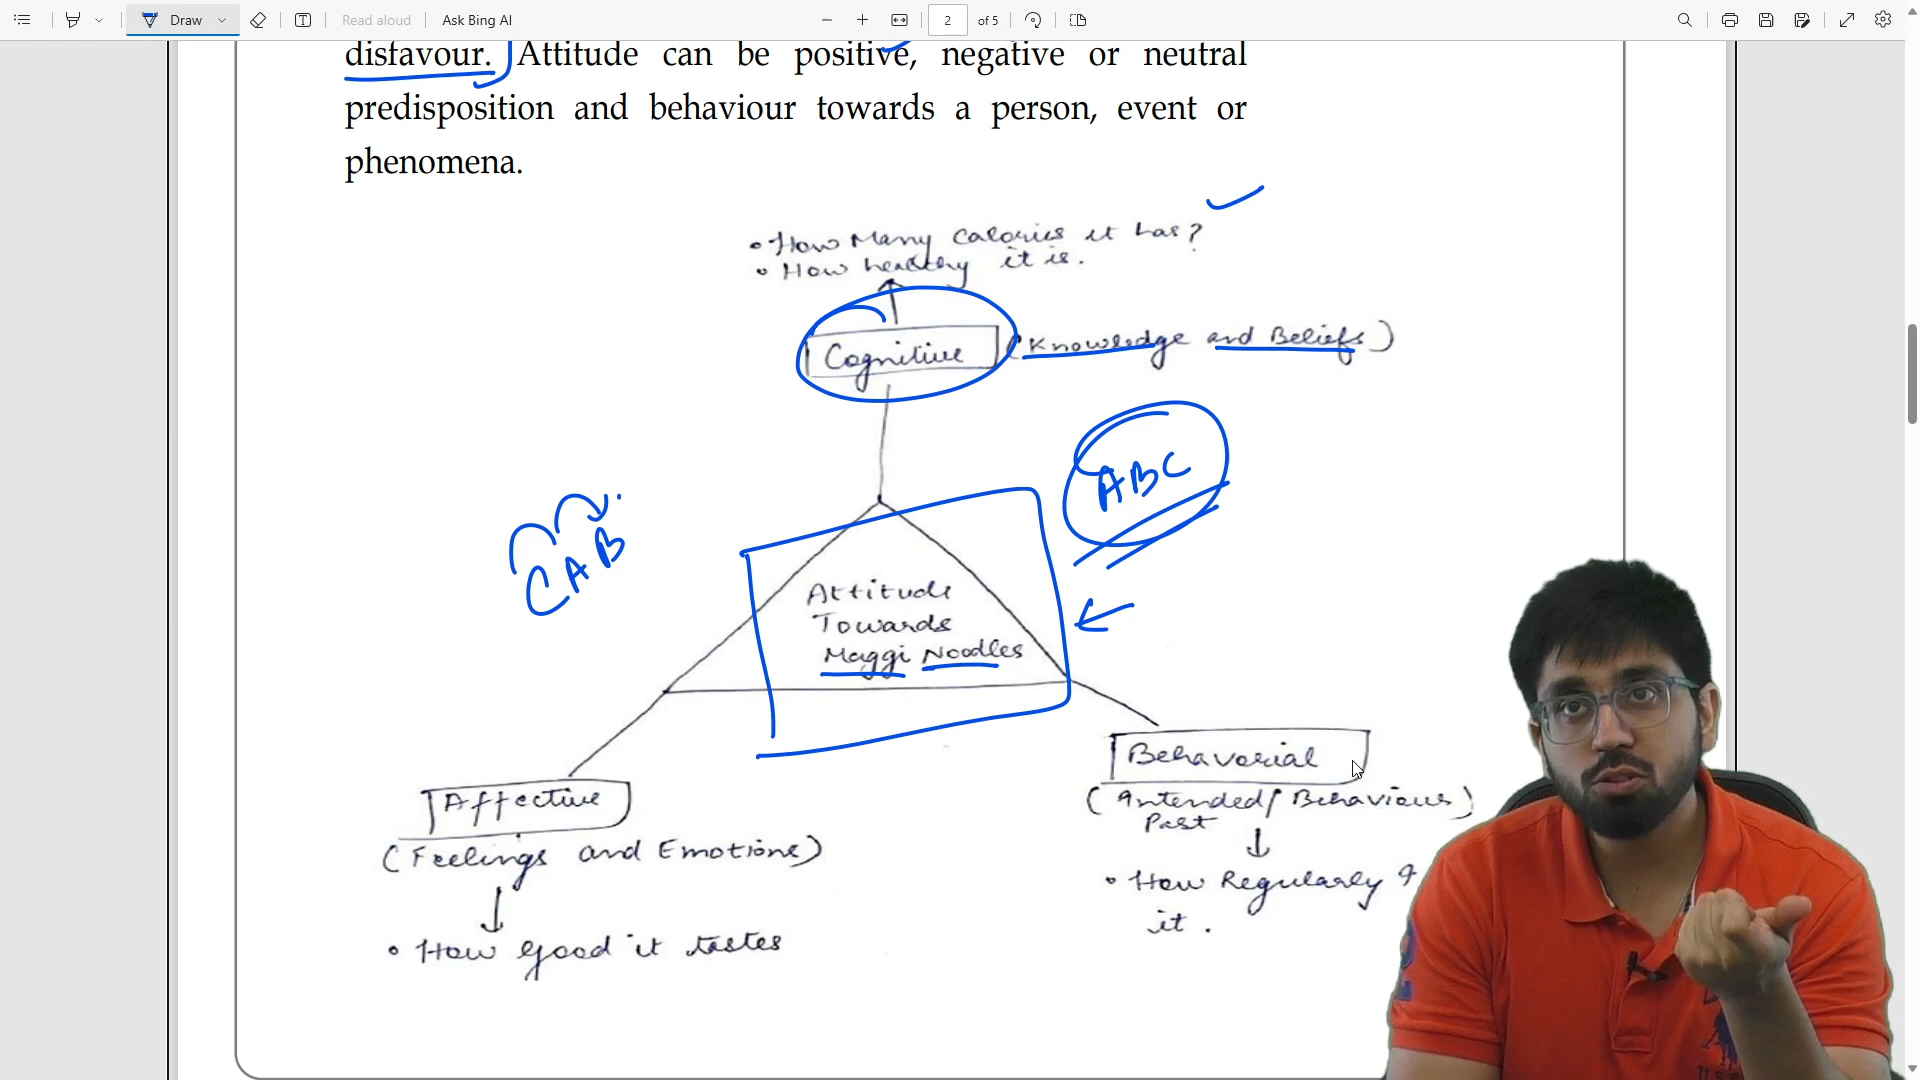 Draw
Read aloud
Ask Bing AI
2
of 5
disfavour. Attitude can be positive, negative or neutral
predisposition and behaviour towards a person, event or
phenomena.
• How Many Calories it has?
• How healthy it is.
Cognitive
(Knowledge and Beliefs)
ABC
CAB
Attitude
Towards
Maggi Noodles
Behavorial
(Intended/ Behaviours)
Past
• How Regularly I
it.
Affective
(Feelings and Emotions)
• How good it tastes